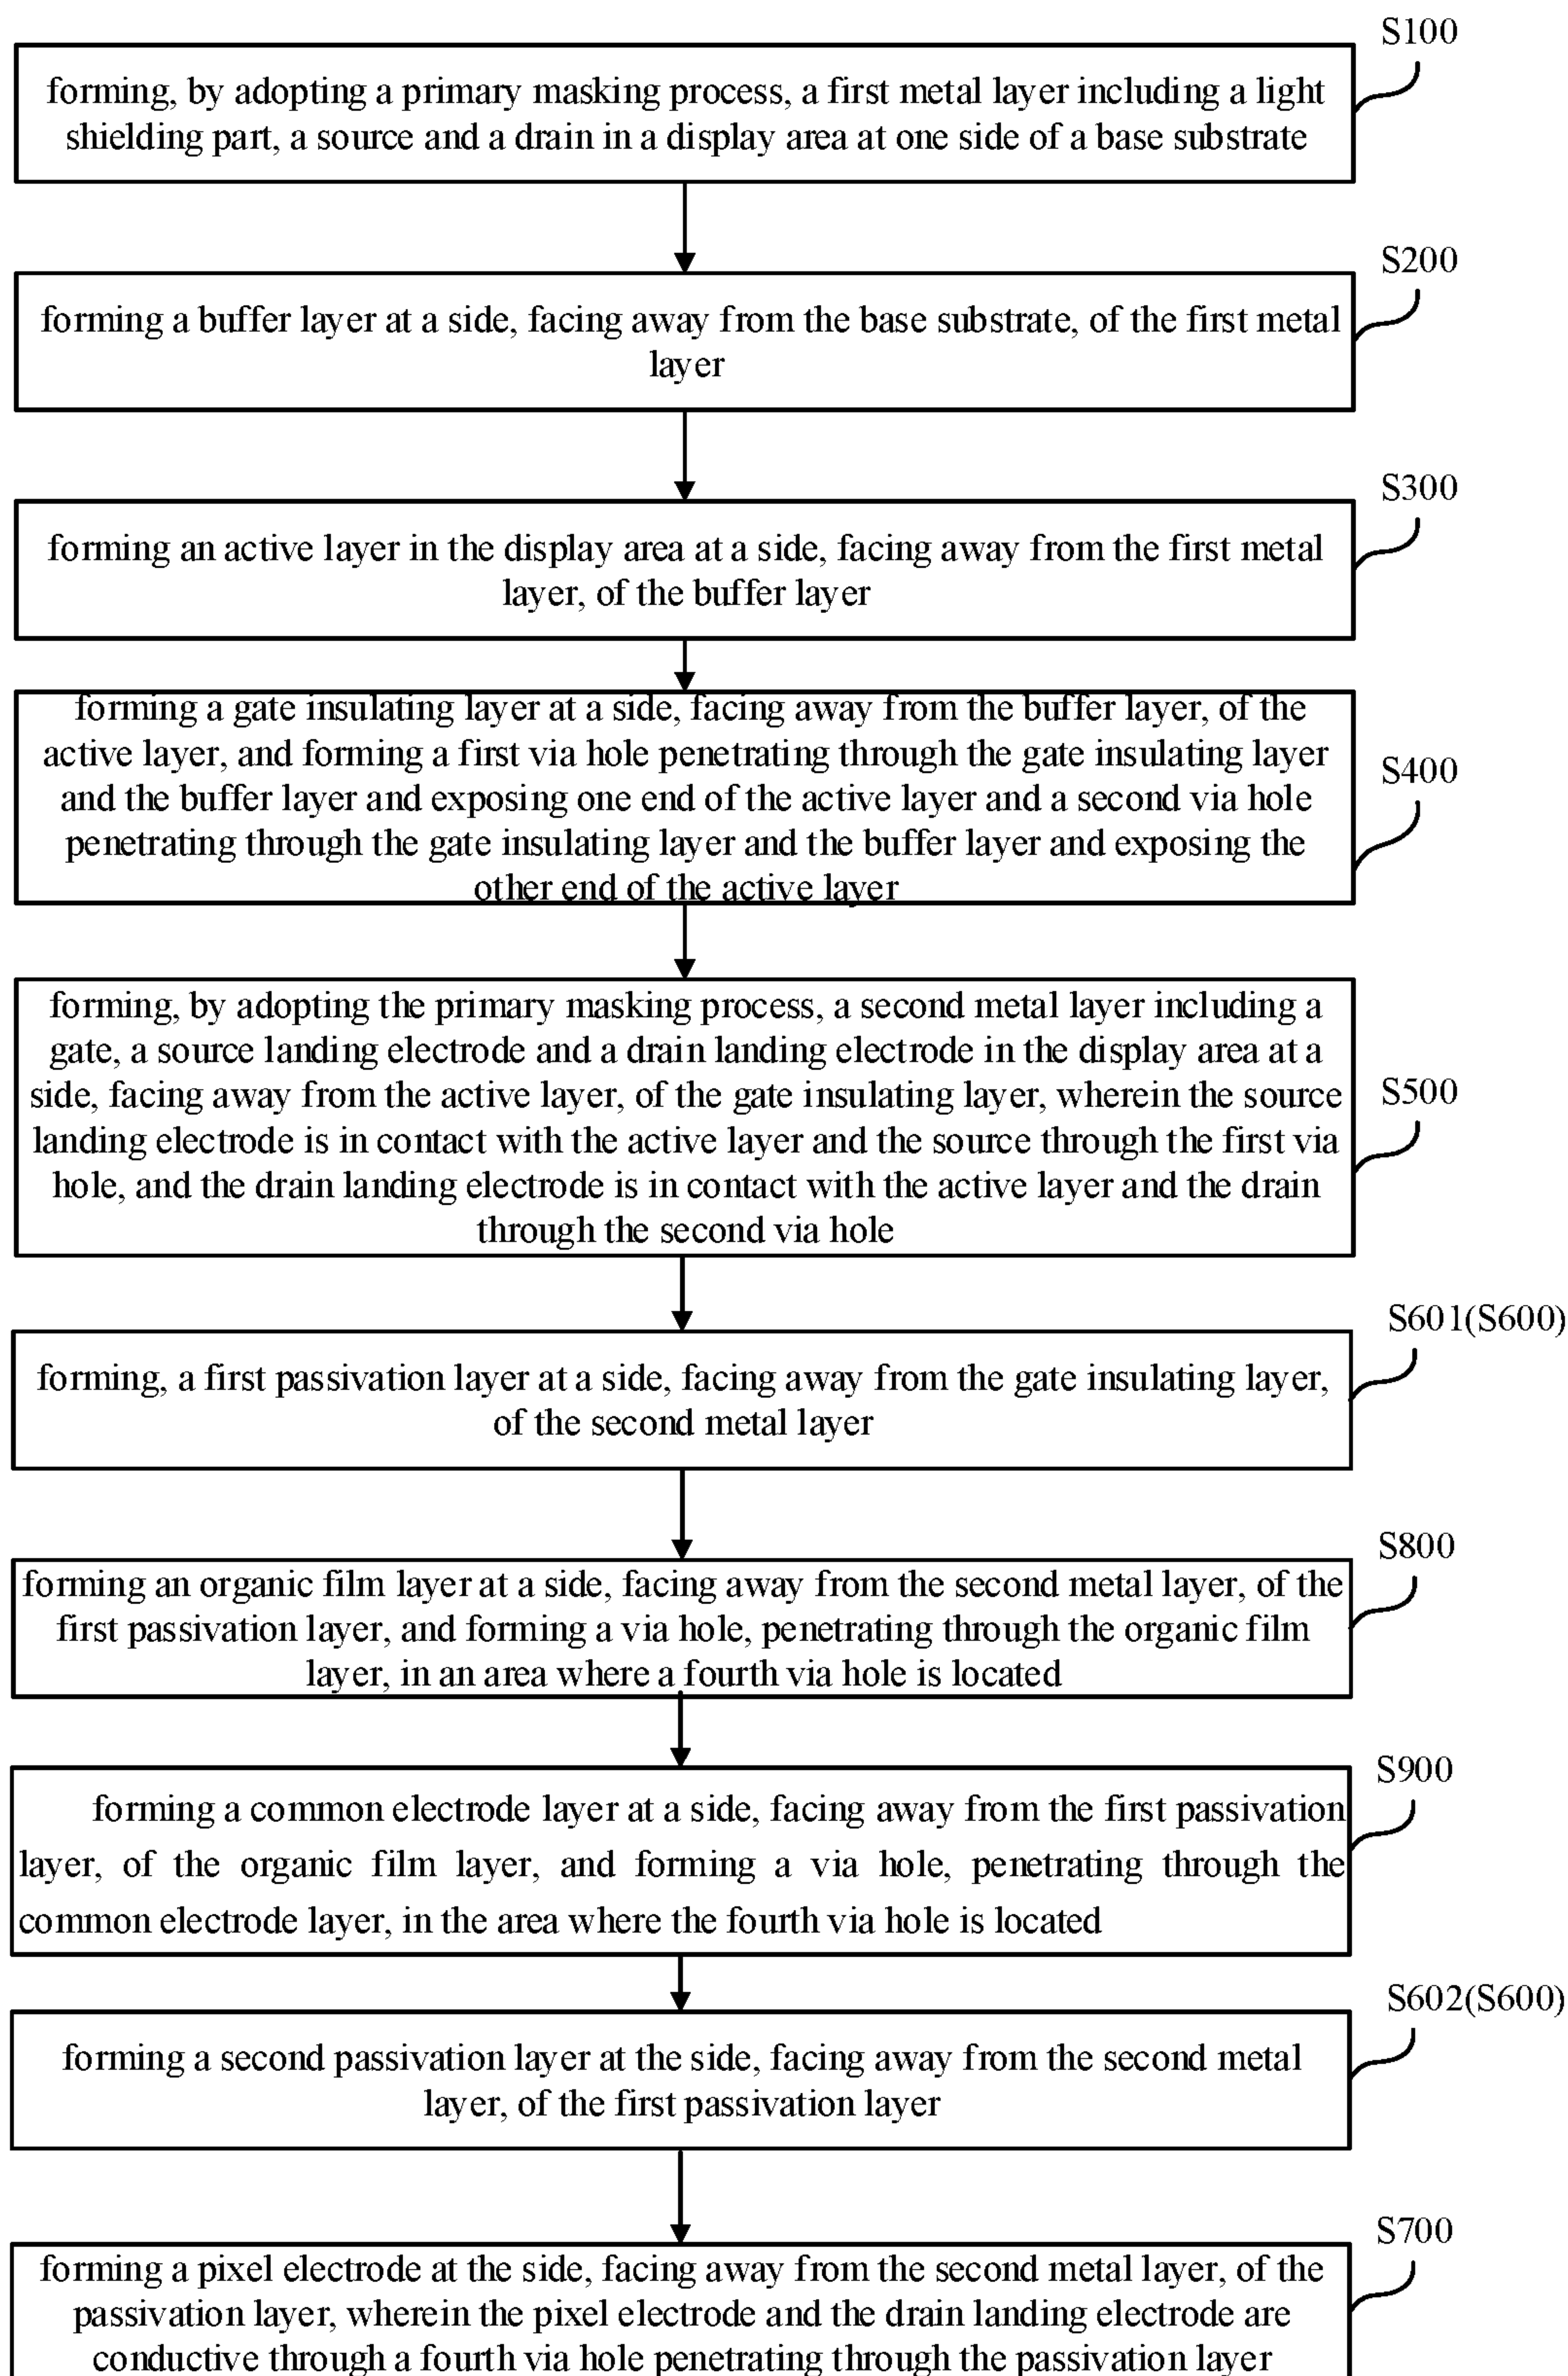 S100
forming, by adopting a primary masking process, a first metal layer including a light
shielding part, a source and a drain in a display area at one side of a base substrate
S200
forming a buffer layer at a side, facing away from the base substrate, of the first metal
layer
S300
forming an active layer in the display area at a side, facing away from the first metal
layer, of the buffer layer
S400
forming a gate insulating layer at a side, facing away from the buffer layer, of the
active layer, and forming a first via hole penetrating through the gate insulating layer
and the buffer layer and exposing one end of the active layer and a second via hole
penetrating through the gate insulating layer and the buffer layer and exposing the
other end of the active layer
S500
forming, by adopting the primary masking process, a second metal layer including a
gate, a source landing electrode and a drain landing electrode in the display area at a
side, facing away from the active layer, of the gate insulating layer, wherein the source
landing electrode is in contact with the active layer and the source through the first via
hole, and the drain landing electrode is in contact with the active layer and the drain
through the second via hole
S601(S600)
forming, a first passivation layer at a side, facing away from the gate insulating layer,
of the second metal layer
S800
forming an organic film layer at a side, facing away from the second metal layer, of the
first passivation layer, and forming a via hole, penetrating through the organic film
layer, in an area where a fourth via hole is located
S900
forming a common electrode layer at a side, facing away from the first passivation
layer, of the organic film layer, and forming a via hole, penetrating through the
common electrode layer, in the area where the fourth via hole is located
S602(S600)
forming a second passivation layer at the side, facing away from the second metal
layer, of the first passivation layer
S700
forming a pixel electrode at the side, facing away from the second metal layer, of the
passivation layer, wherein the pixel electrode and the drain landing electrode are
conductive through a fourth via hole penetrating through the passivation layer